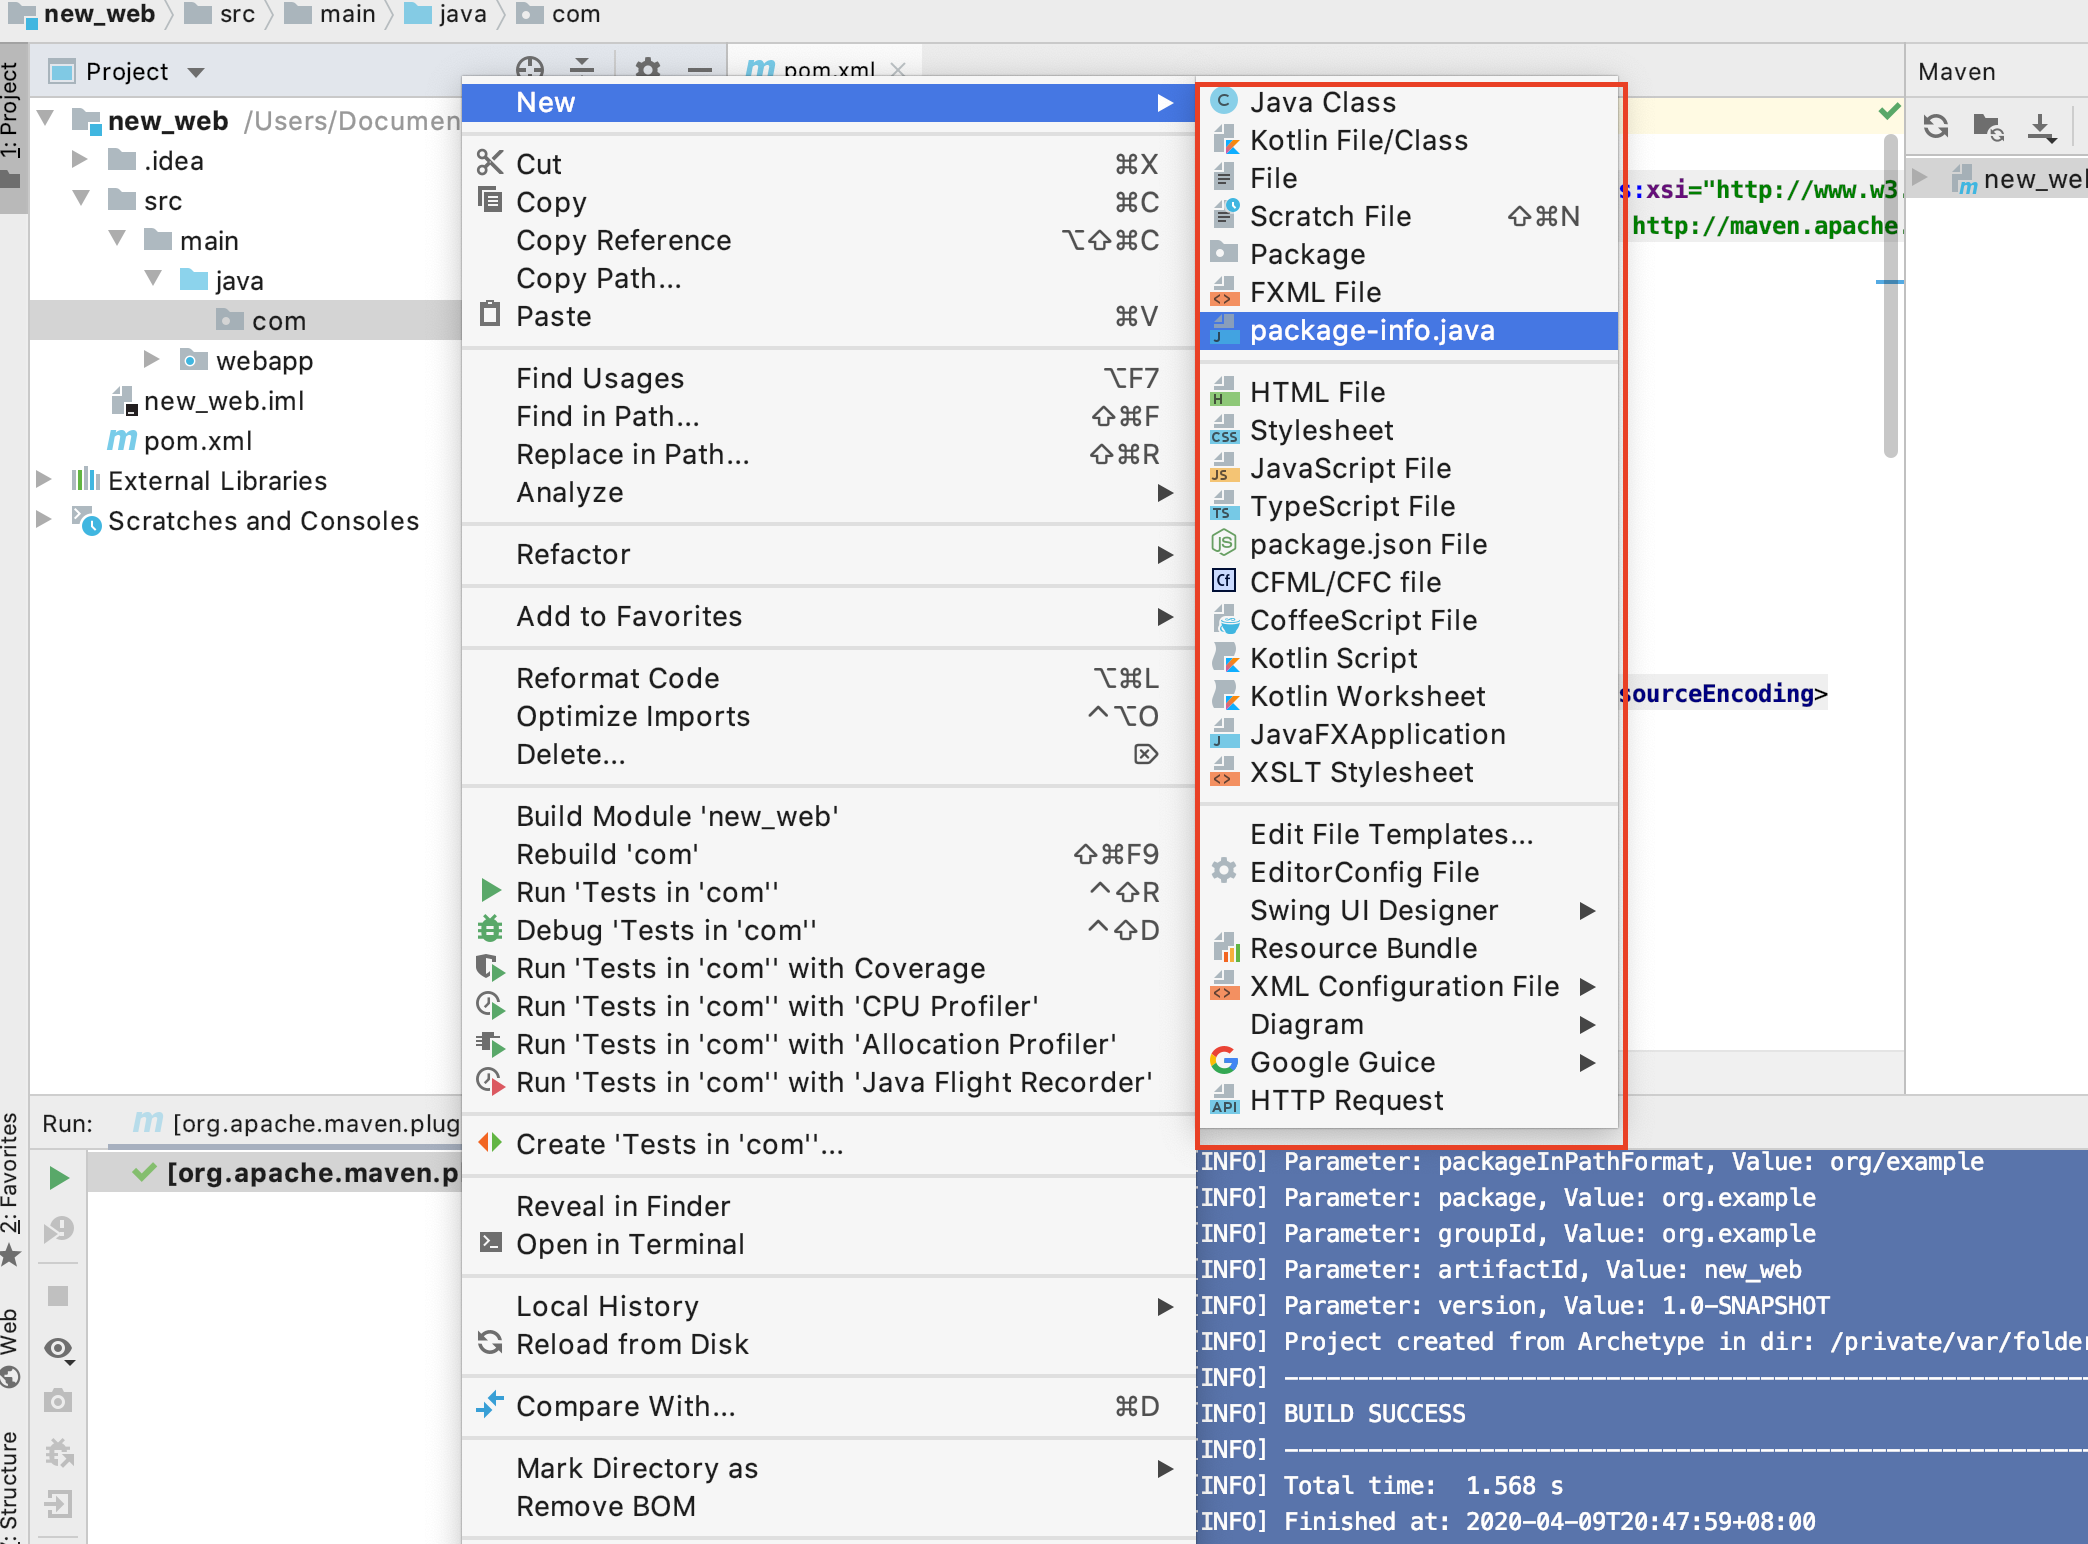 new_web
src
main
java
com
Project
pom.xml
Maven
1: Project
new_web /Users/Documen
.idea
src
main
java
com
webapp
new_web.iml
pom.xml
External Libraries
Scratches and Consoles
New
Cut ⌘X
Copy ⌘C
Copy Reference ⌥⇧⌘C
Copy Path...
Paste ⌘V
Find Usages ⌥F7
Find in Path... ⇧⌘F
Replace in Path... ⇧⌘R
Analyze
Refactor
Add to Favorites
Reformat Code ⌥⌘L
Optimize Imports ^⌥O
Delete... ⌦
Build Module 'new_web'
Rebuild 'com' ⇧⌘F9
Run 'Tests in 'com'' ^⇧R
Debug 'Tests in 'com'' ^⇧D
Run 'Tests in 'com'' with Coverage
Run 'Tests in 'com'' with 'CPU Profiler'
Run 'Tests in 'com'' with 'Allocation Profiler'
Run 'Tests in 'com'' with 'Java Flight Recorder'
Create 'Tests in 'com''...
Reveal in Finder
Open in Terminal
Local History
Reload from Disk
Compare With... ⌘D
Mark Directory as
Remove BOM
Java Class
Kotlin File/Class
File
Scratch File ⇧⌘N
Package
FXML File
package-info.java
HTML File
Stylesheet
JavaScript File
TypeScript File
package.json File
CFML/CFC file
CoffeeScript File
Kotlin Script
Kotlin Worksheet
JavaFXApplication
XSLT Stylesheet
Edit File Templates...
EditorConfig File
Swing UI Designer
Resource Bundle
XML Configuration File
Diagram
Google Guice
HTTP Request
s:xsi="http://www.w3.
http://maven.apache.
sourceEncoding>
new_we
Run:
[org.apache.maven.plug
[org.apache.maven.p
2: Favorites
Web
Structure
[INFO] Parameter: packageInPathFormat, Value: org/example
[INFO] Parameter: package, Value: org.example
[INFO] Parameter: groupId, Value: org.example
[INFO] Parameter: artifactId, Value: new_web
[INFO] Parameter: version, Value: 1.0-SNAPSHOT
[INFO] Project created from Archetype in dir: /private/var/folder
[INFO] ------------------------------------------------------------
[INFO] BUILD SUCCESS
[INFO] ------------------------------------------------------------
[INFO] Total time:  1.568 s
[INFO] Finished at: 2020-04-09T20:47:59+08:00